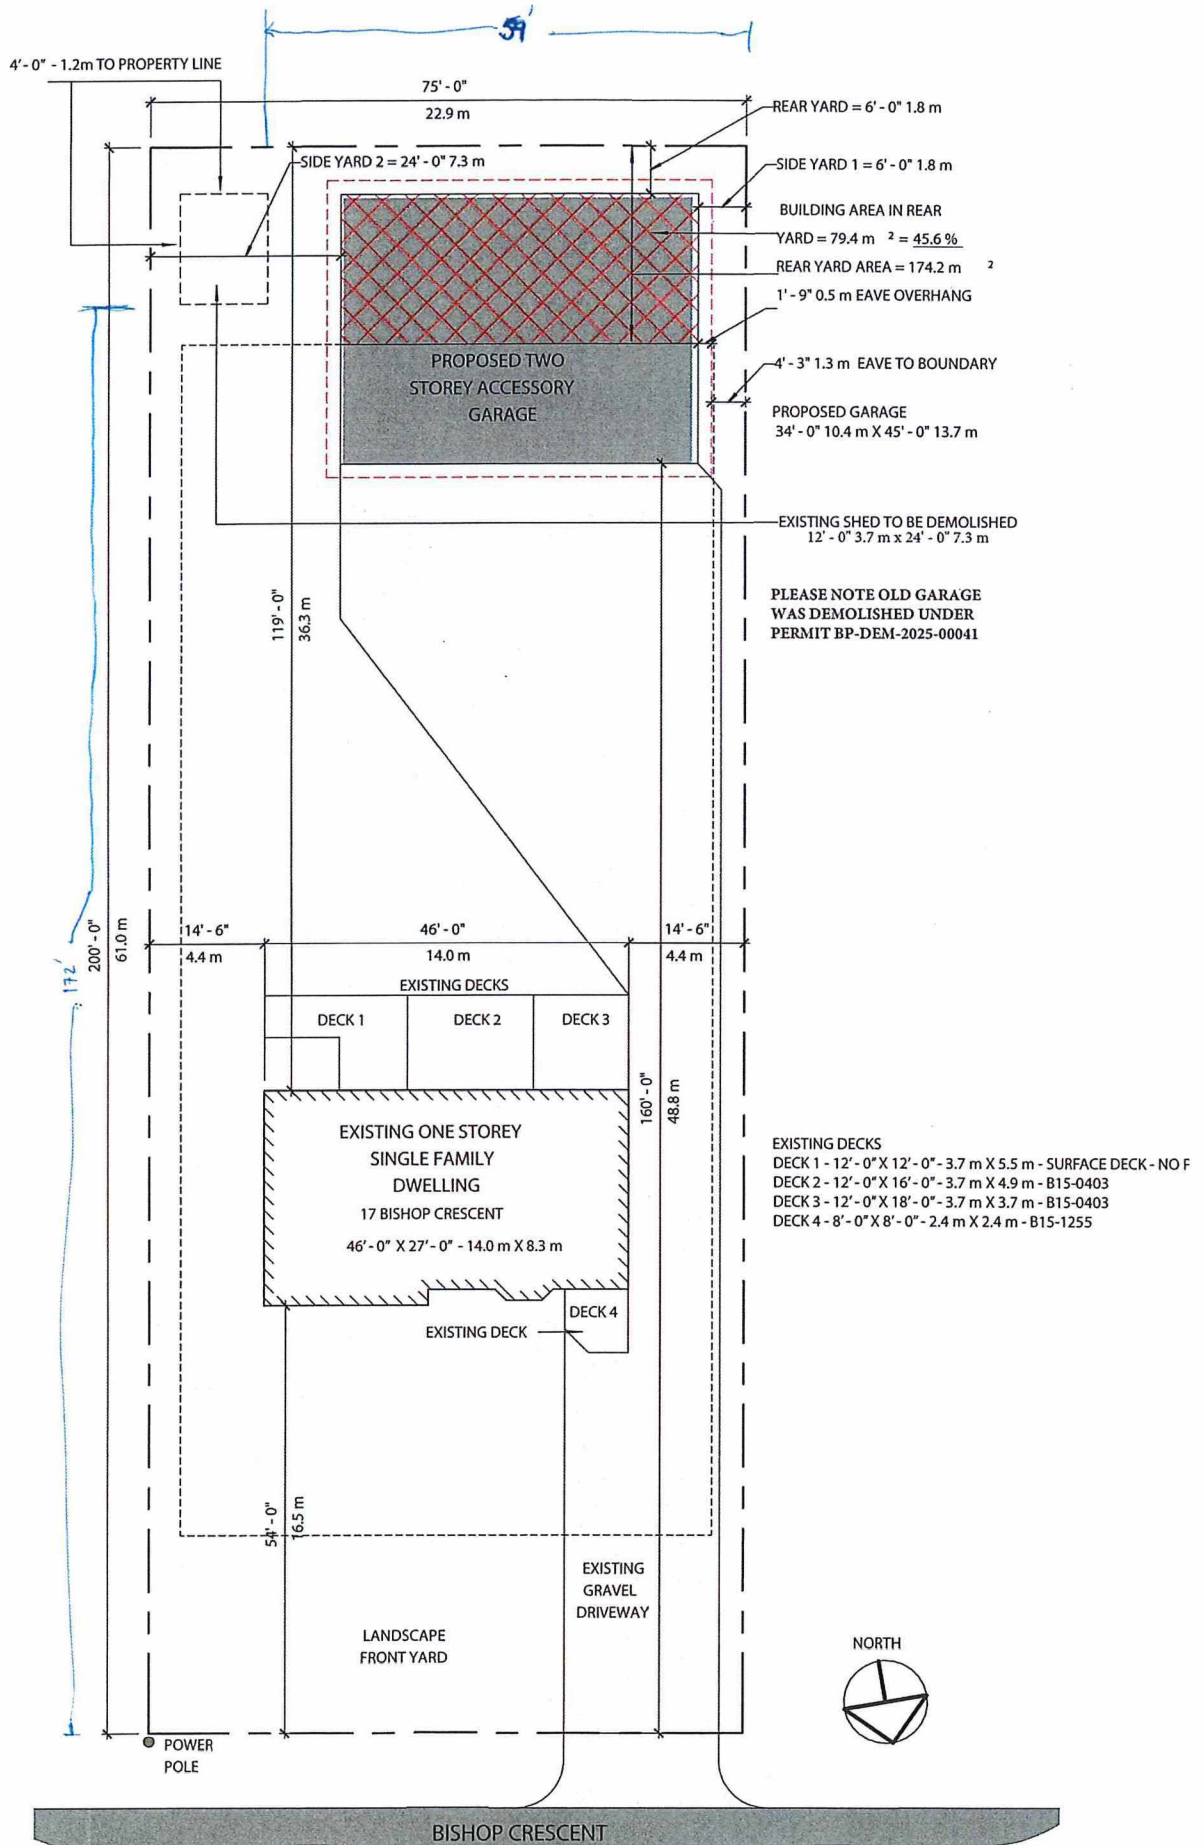 59'
4'-0" - 1.2m TO PROPERTY LINE
75'-0"
22.9 m
REAR YARD = 6'-0" 1.8 m
SIDE YARD 2 = 24'-0" 7.3 m
SIDE YARD 1 = 6'-0" 1.8 m
BUILDING AREA IN REAR
YARD = 79.4 m ² = 45.6 %
REAR YARD AREA = 174.2 m ²
1'-9" 0.5 m EAVE OVERHANG
PROPOSED TWO
STOREY ACCESSORY
GARAGE
4'-3" 1.3 m EAVE TO BOUNDARY
PROPOSED GARAGE
34'-0" 10.4 m X 45'-0" 13.7 m
EXISTING SHED TO BE DEMOLISHED
12'-0" 3.7 m x 24'-0" 7.3 m
PLEASE NOTE OLD GARAGE
WAS DEMOLISHED UNDER
PERMIT BP-DEM-2025-00041
119'-0"
36.3 m
172'
200'-0"
61.0 m
14'-6"
4.4 m
46'-0"
14.0 m
14'-6"
4.4 m
EXISTING DECKS
DECK 1
DECK 2
DECK 3
160'-0"
48.8 m
EXISTING ONE STOREY
SINGLE FAMILY
DWELLING
17 BISHOP CRESCENT
46'-0" X 27'-0" - 14.0 m X 8.3 m
EXISTING DECKS
DECK 1 - 12'-0" X 12'-0" - 3.7 m X 5.5 m - SURFACE DECK - NO
DECK 2 - 12'-0" X 16'-0" - 3.7 m X 4.9 m - B15-0403
DECK 3 - 12'-0" X 18'-0" - 3.7 m X 3.7 m - B15-0403
DECK 4 - 8'-0" X 8'-0" - 2.4 m X 2.4 m - B15-1255
DECK 4
EXISTING DECK
54'-0"
16.5 m
EXISTING
GRAVEL
DRIVEWAY
LANDSCAPE
FRONT YARD
NORTH
POWER
POLE
BISHOP CRESCENT